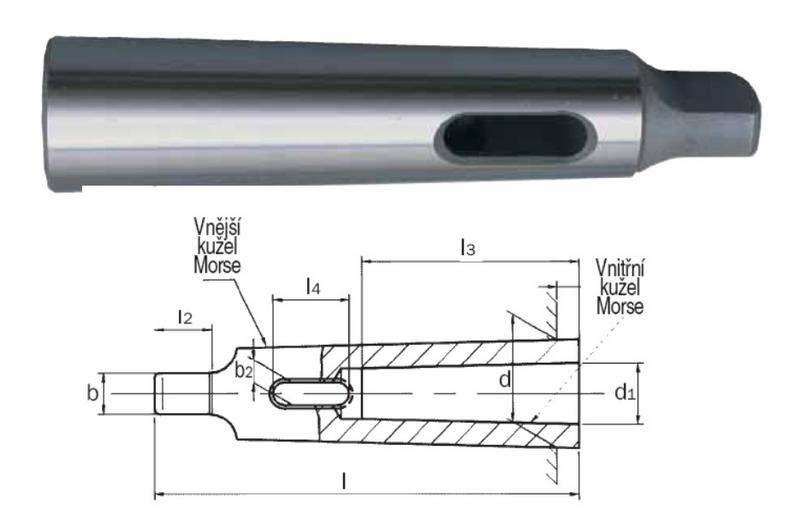 Vnější
kužel
Morse
l3
Vnitřní
kužel
Morse
l4
l2
b2
b
d
d1
l